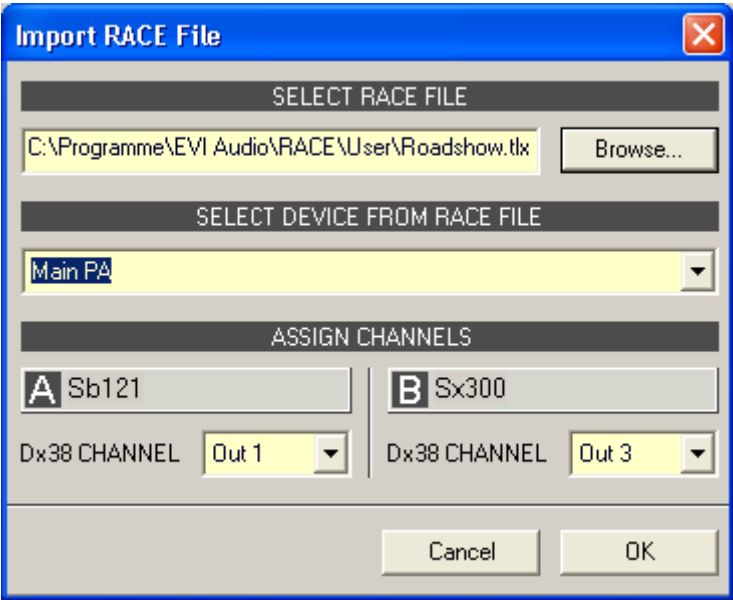 Import RACE File
SELECT RACE FILE
C:\Programme\EVI Audio\RACE\User\Roadshow.tlx Browse...
SELECT DEVICE FROM RACE FILE
Main PA
ASSIGN CHANNELS
A Sb121 B Sx300
Dx38 CHANNEL Out 1 Dx38 CHANNEL Out 3
Cancel OK